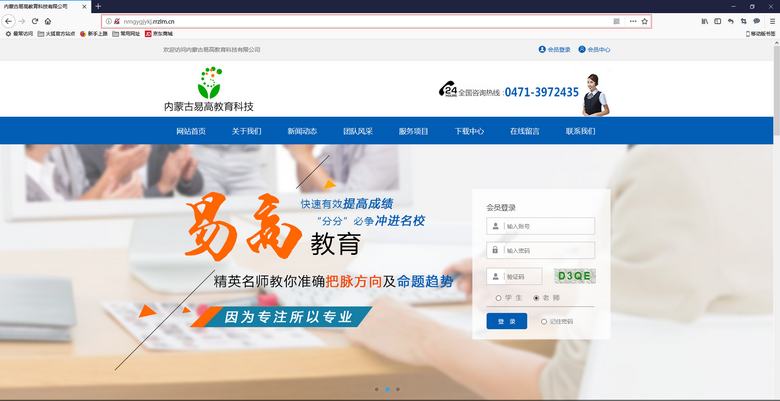 内蒙古易高教育科技有限公司
nmgygjykj.nrzlm.cn
最常访问 火狐官方站点 新手上路 常用网址 京东商城 移动版书签
欢迎访问内蒙古易高教育科技有限公司 会员登录 会员中心
内蒙古易高教育科技
24 全国咨询热线：0471-3972435
网站首页 关于我们 新闻动态 团队风采 服务项目 下载中心 在线留言 联系我们
易高教育
快速有效提高成绩
“分分”必争冲进名校
精英名师教你准确把脉方向及命题趋势
因为专注所以专业
会员登录
输入账号
输入密码
验证码 D3QE
学 生 老 师
登 录 记住密码